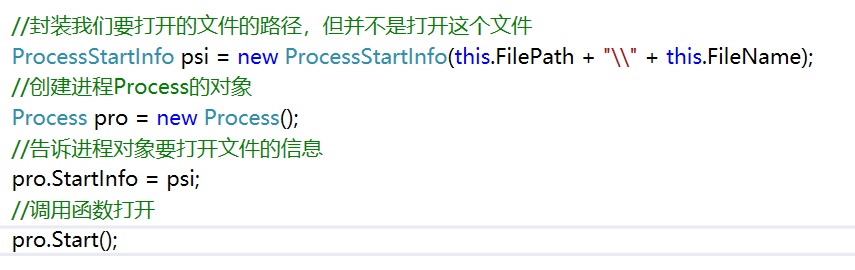 //封装我们要打开的文件的路径，但并不是打开这个文件
ProcessStartInfo psi = new ProcessStartInfo(this.FilePath + "\\" + this.FileName);
//创建进程Process的对象
Process pro = new Process();
//告诉进程对象要打开文件的信息
pro.StartInfo = psi;
//调用函数打开
pro.Start();